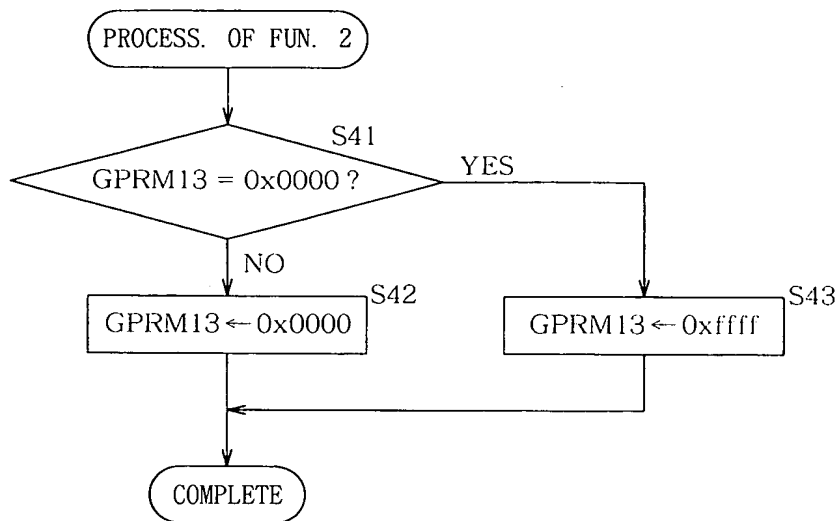 PROCESS. OF FUN. 2
S41
GPRM13 = 0x0000 ?
YES
NO
S42
GPRM13 ← 0x0000
S43
GPRM13 ← 0xffff
COMPLETE